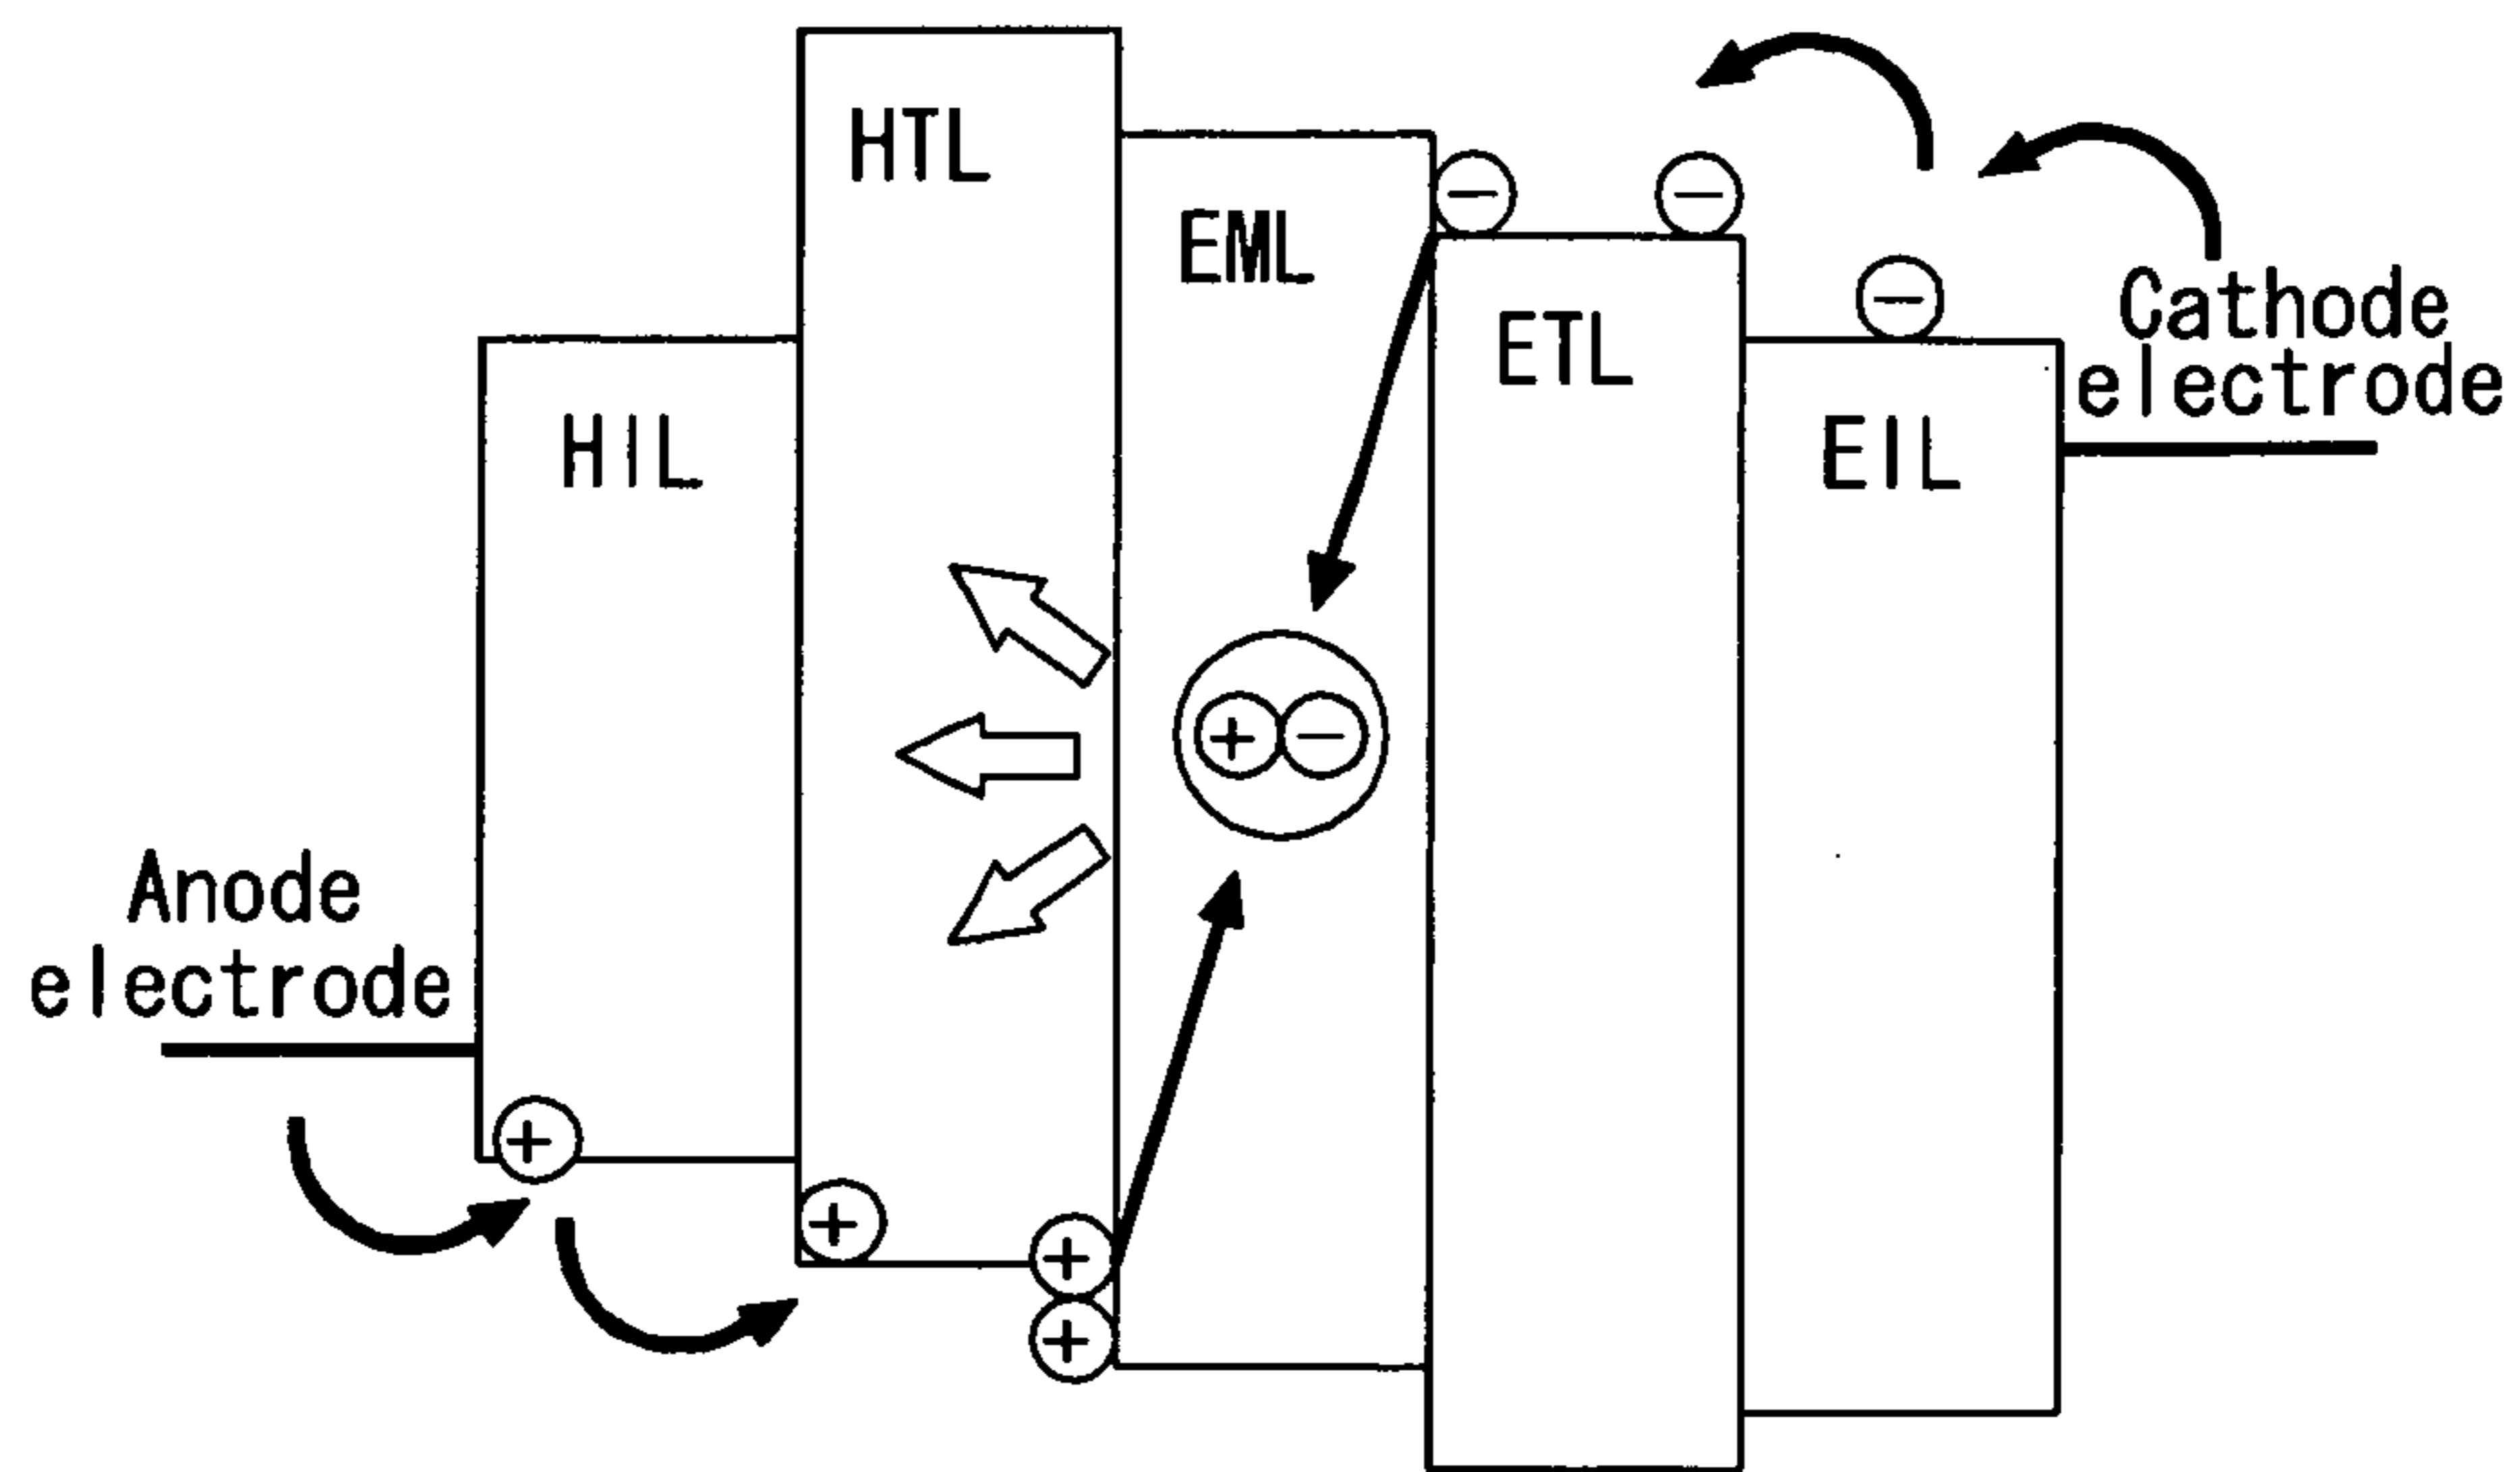 HTL
EML
Cathode
electrode
ETL
HIL
EIL
Anode
electrode